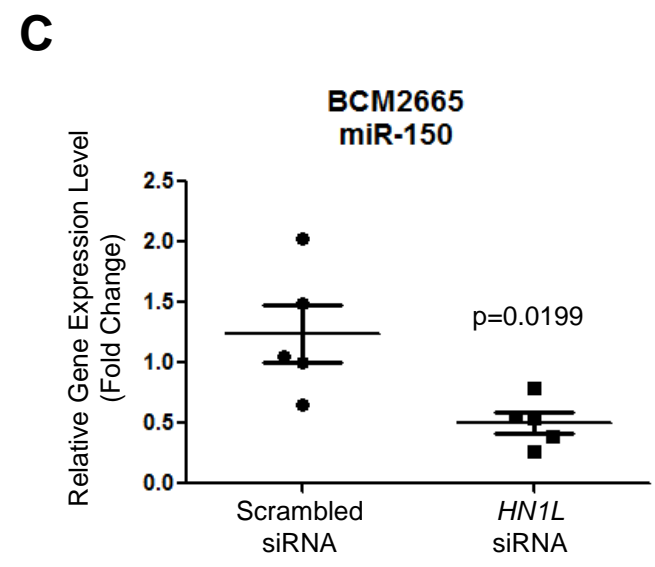 C
BCM2665
miR-150
Relative Gene Expression Level
(Fold Change)
2.5
2.0
1.5
1.0
0.5
0.0
p=0.0199
Scrambled
siRNA
HN1L
siRNA